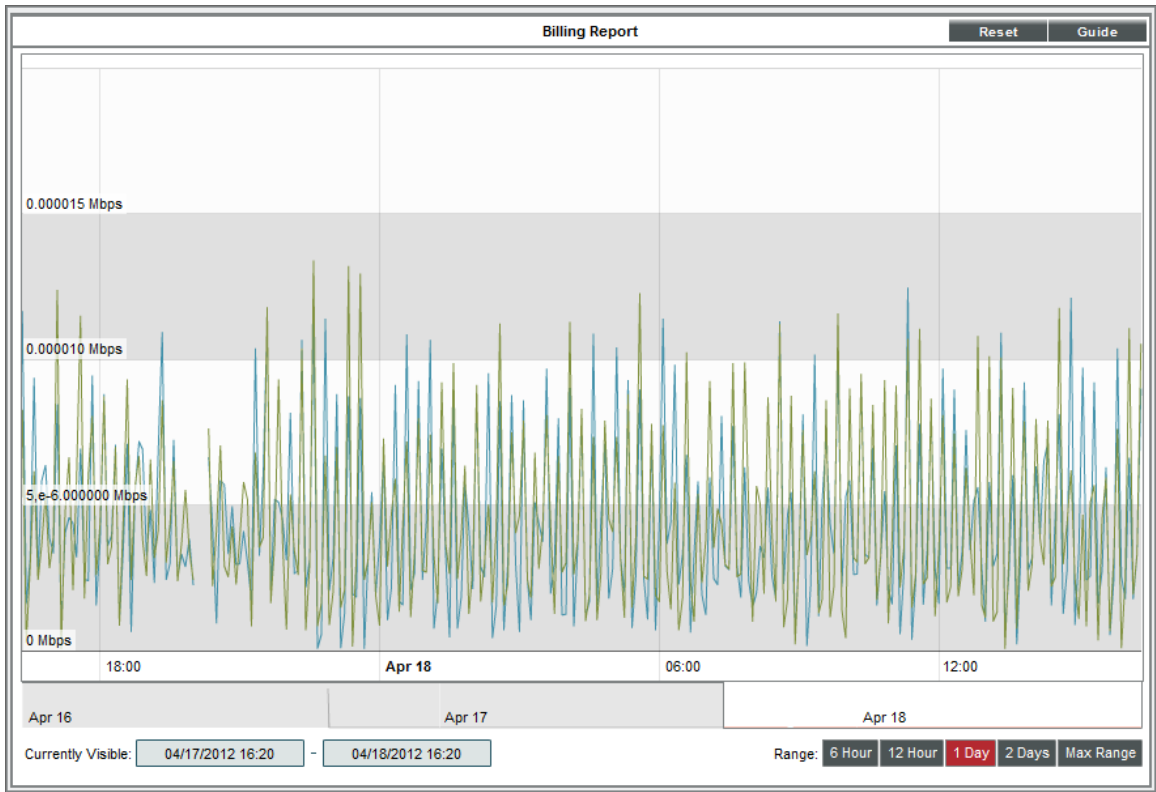 Billing Report
Reset
Guide
0.000015 Mbps
0.000010 Mbps
5,e-6.000000 Mbps
0 Mbps
18:00
Apr 18
06:00
12:00
Apr 16
Apr 17
Apr 18
Currently Visible: 04/17/2012 16:20 - 04/18/2012 16:20
Range: 6 Hour 12 Hour 1 Day 2 Days Max Range